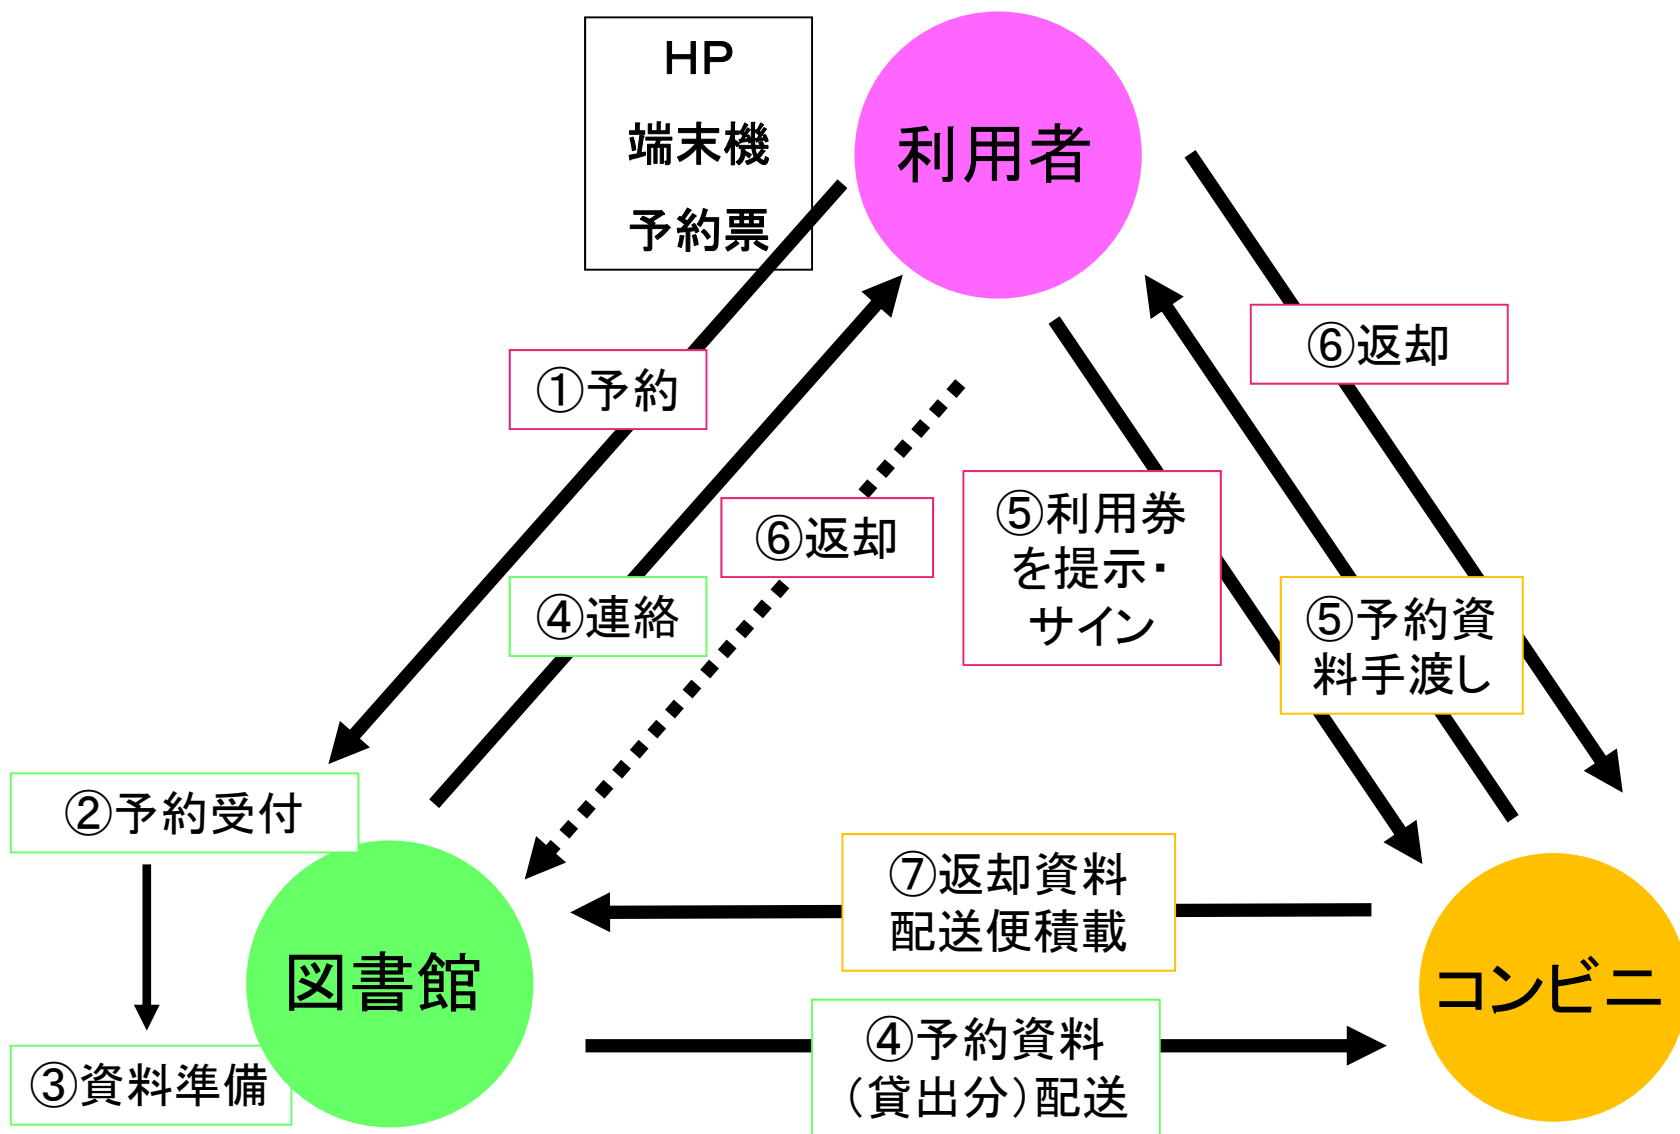 HP
端末機
予約票
利用者
⑥返却
①予約
⑤利用券
を提示・
サイン
⑥返却
④連絡
⑤予約資
料手渡し
②予約受付
⑦返却資料
配送便積載
図書館
コンビニ
④予約資料
（貸出分）配送
③資料準備